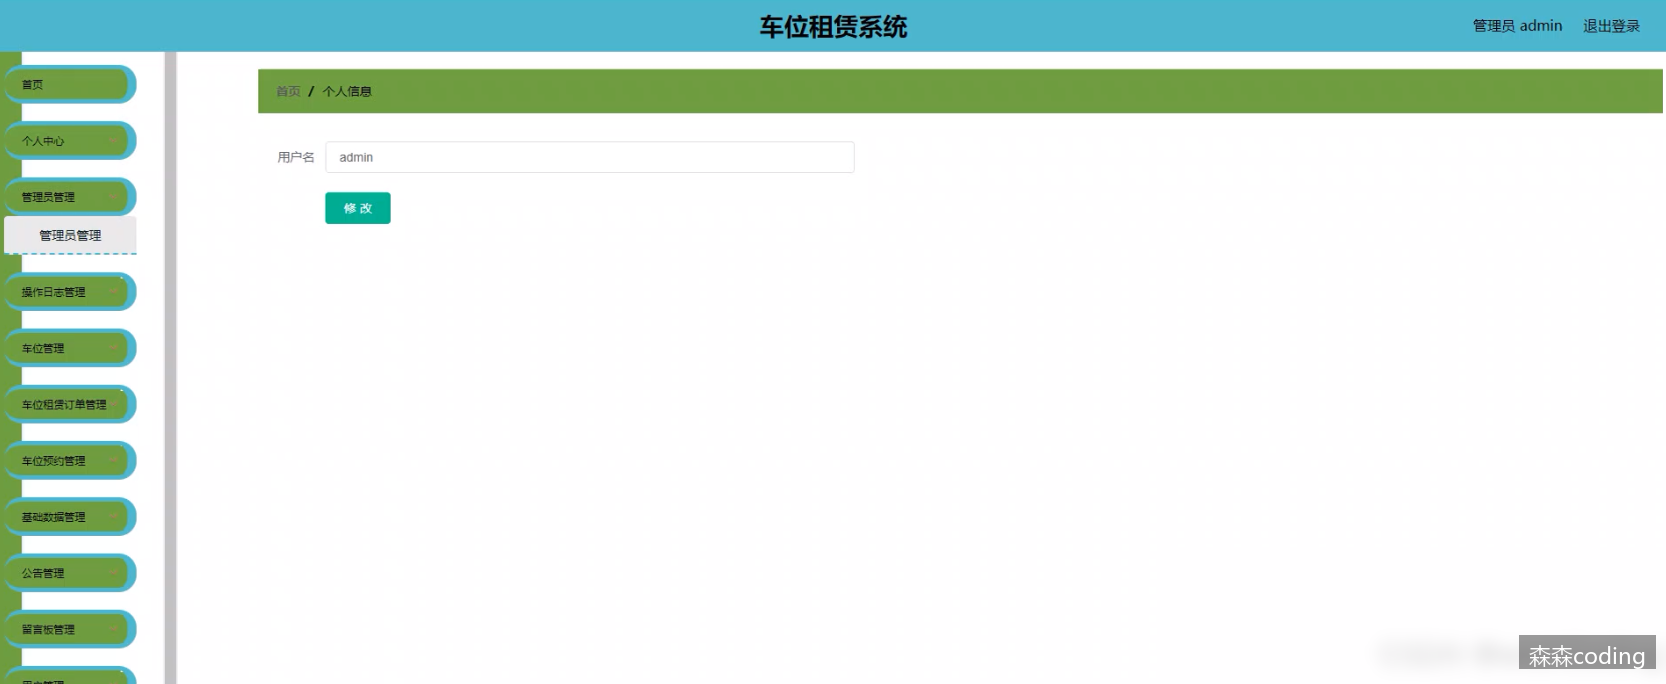 车位租赁系统
管理员 admin 退出登录
首页
个人中心
管理员管理
管理员管理
操作日志管理
车位管理
车位租赁订单管理
车位预约管理
基础数据管理
公告管理
留言板管理
首页 / 个人信息
用户名 admin
修 改
森森coding